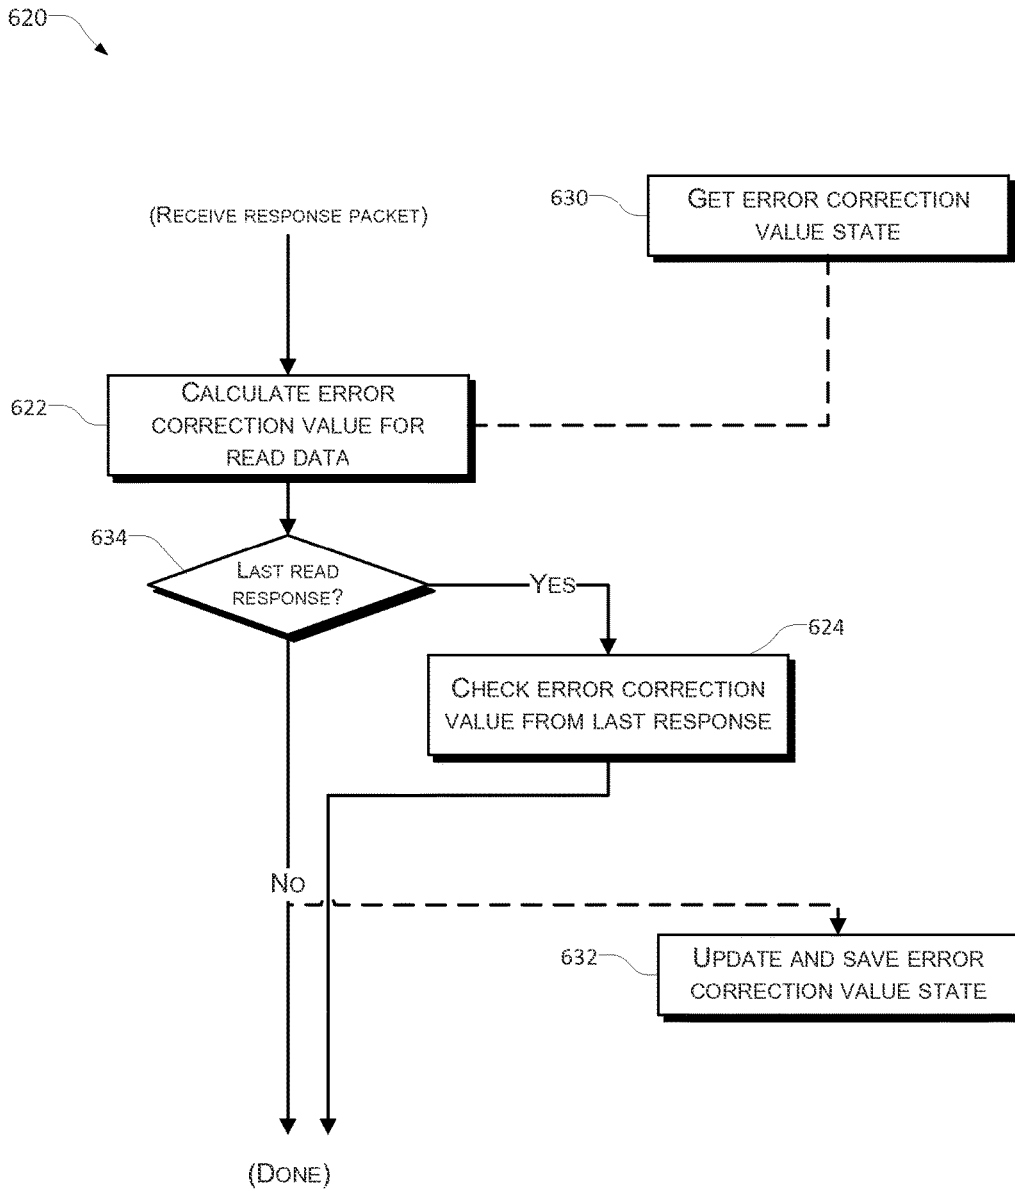 620
630
GET ERROR CORRECTION
VALUE STATE
(RECEIVE RESPONSE PACKET)
622
CALCULATE ERROR
CORRECTION VALUE FOR
READ DATA
634
LAST READ
RESPONSE?
YES
624
CHECK ERROR CORRECTION
VALUE FROM LAST RESPONSE
NO
632
UPDATE AND SAVE ERROR
CORRECTION VALUE STATE
(DONE)